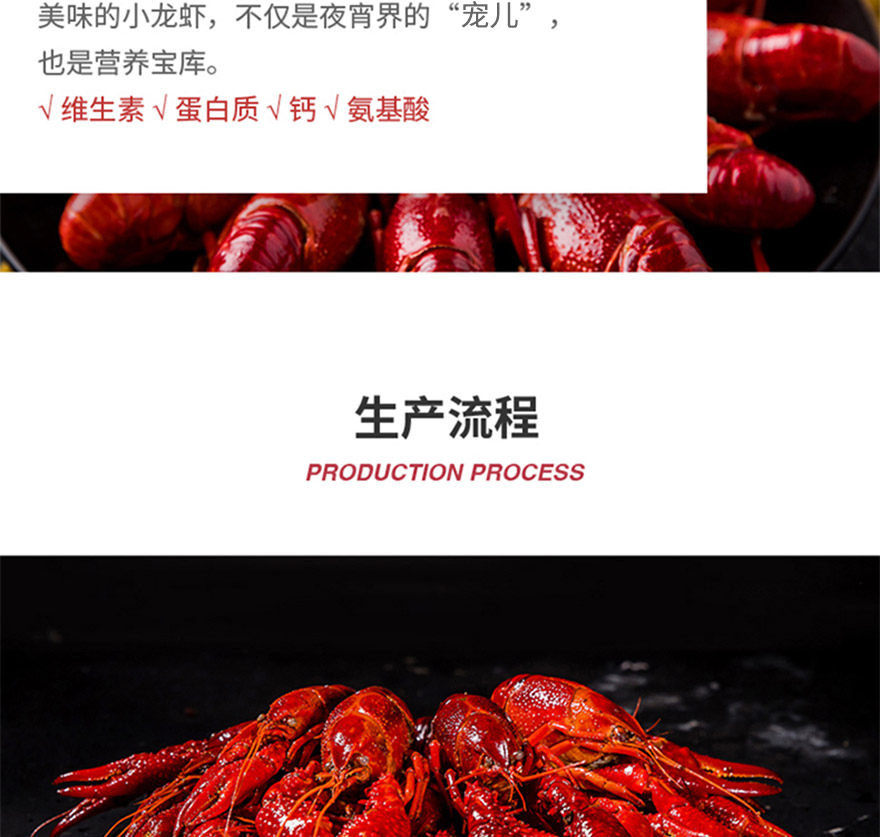 美味的小龙虾，不仅是夜宵界的“宠儿”，
也是营养宝库。
√ 维生素 √ 蛋白质 √ 钙 √ 氨基酸
生产流程
PRODUCTION PROCESS